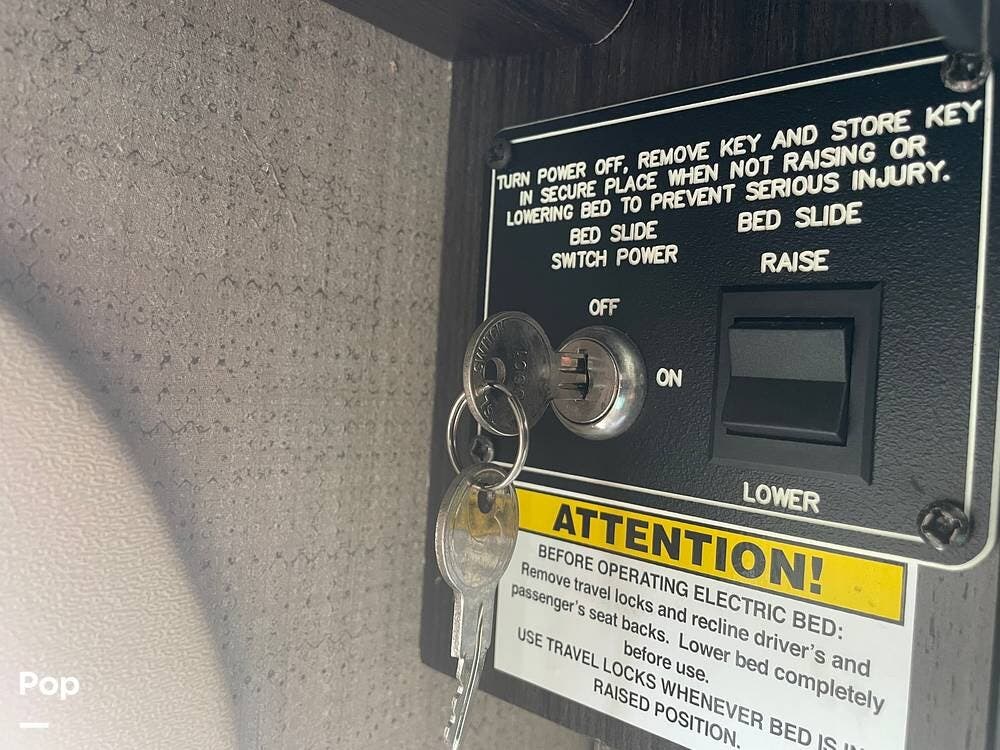 TURN POWER OFF, REMOVE KEY AND STORE KEY
IN SECURE PLACE WHEN NOT RAISING OR
LOWERING BED TO PREVENT SERIOUS INJURY.
BED SLIDE
SWITCH POWER
BED SLIDE
RAISE
OFF
ON
LOWER
SWITCH
ATTENTION!
BEFORE OPERATING ELECTRIC BED:
Remove travel locks and recline driver's and
passenger's seat backs. Lower bed completely
before use.
USE TRAVEL LOCKS WHENEVER BED IS IN
RAISED POSITION.
Pop